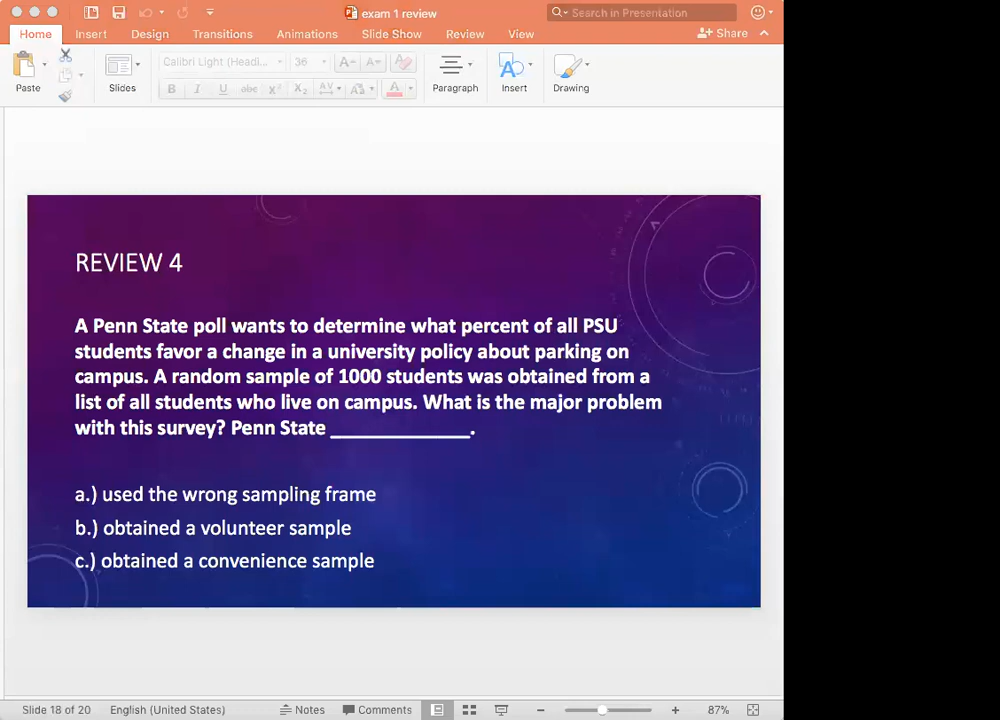 exam 1 review
Search in Presentation
Home Insert Design Transitions Animations Slide Show Review View Share
Calibri Light (Headi... 36 A A
Paste Slides B I U abc X² X₂ AV Aa A Paragraph Insert Drawing
REVIEW 4
A Penn State poll wants to determine what percent of all PSU
students favor a change in a university policy about parking on
campus. A random sample of 1000 students was obtained from a
list of all students who live on campus. What is the major problem
with this survey? Penn State _____________.
a.) used the wrong sampling frame
b.) obtained a volunteer sample
c.) obtained a convenience sample
Slide 18 of 20 English (United States) Notes Comments 87%